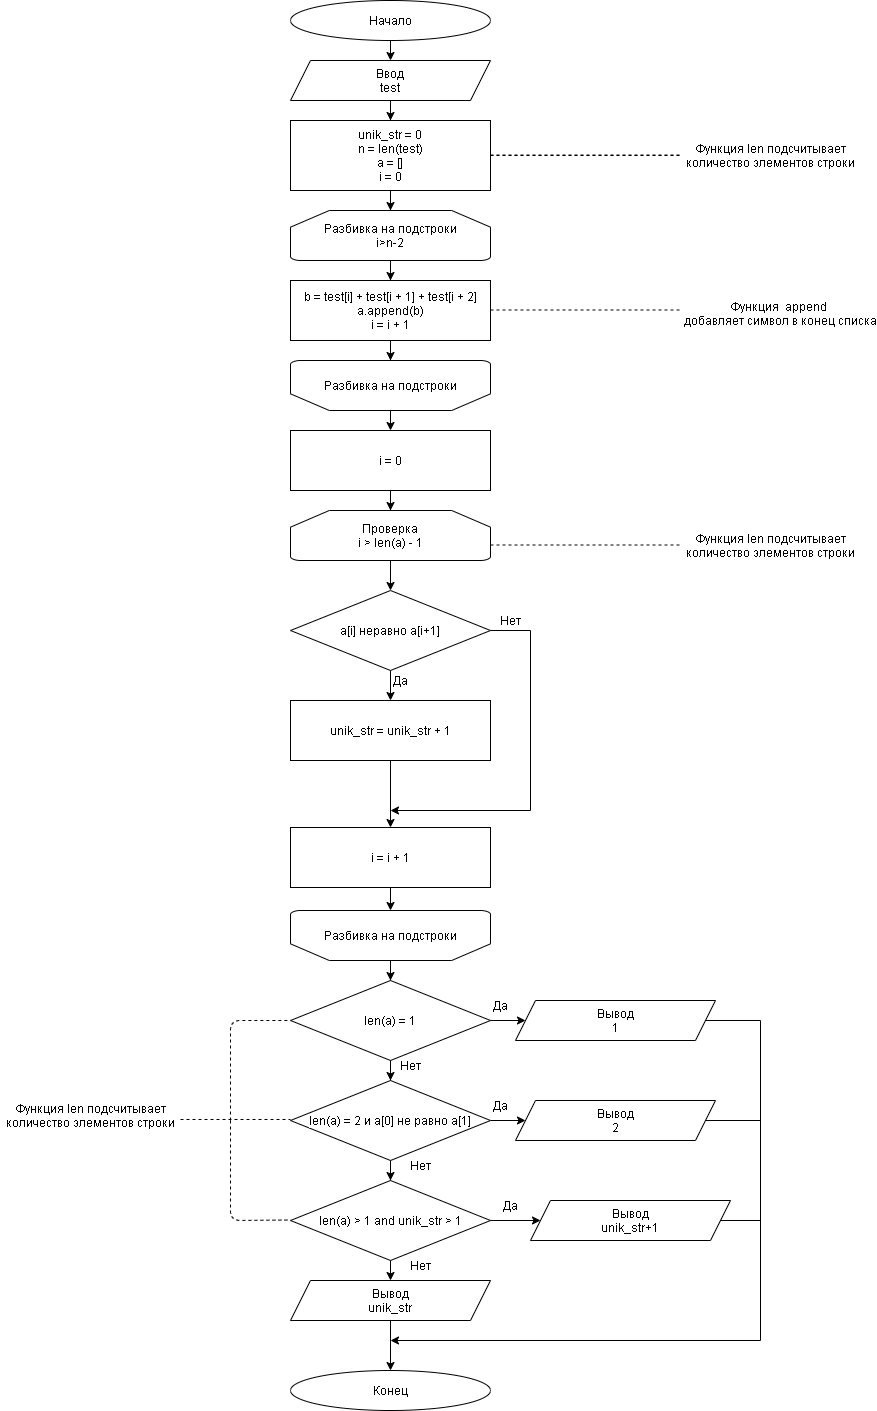 Начало
Ввод
test
unik_str = 0
n = len(test)
a = []
i = 0
Функция len подсчитывает
количество элементов строки
Разбивка на подстроки
i>n-2
b = test[i] + test[i + 1] + test[i + 2]
a.append(b)
i = i + 1
Функция append
добавляет символ в конец списка
Разбивка на подстроки
i = 0
Проверка
i > len(a) - 1
Функция len подсчитывает
количество элементов строки
a[i] неравно a[i+1]
Нет
Да
unik_str = unik_str + 1
i = i + 1
Разбивка на подстроки
len(a) = 1
Да
Вывод
1
Нет
Функция len подсчитывает
количество элементов строки
len(a) = 2 и a[0] не равно a[1]
Да
Вывод
2
Нет
len(a) > 1 and unik_str > 1
Да
Вывод
unik_str+1
Нет
Вывод
unik_str
Конец